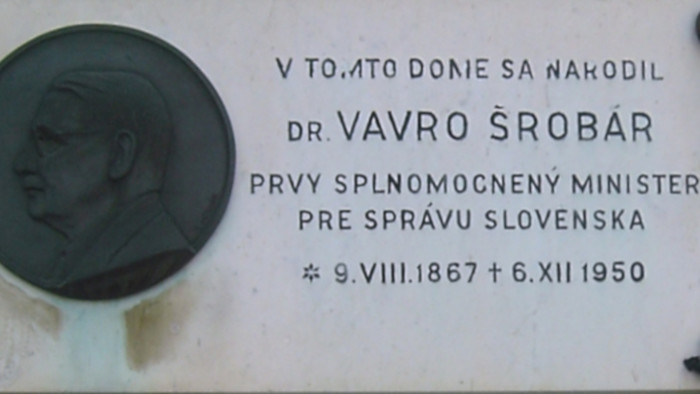 V TOMTO DOME SA NARODIL
DR. VAVRO ŠROBÁR
PRVY SPLNOMOCNENÝ MINISTER
PRE SPRÁVU SLOVENSKA
* 9. VIII. 1867 † 6. XII 1950